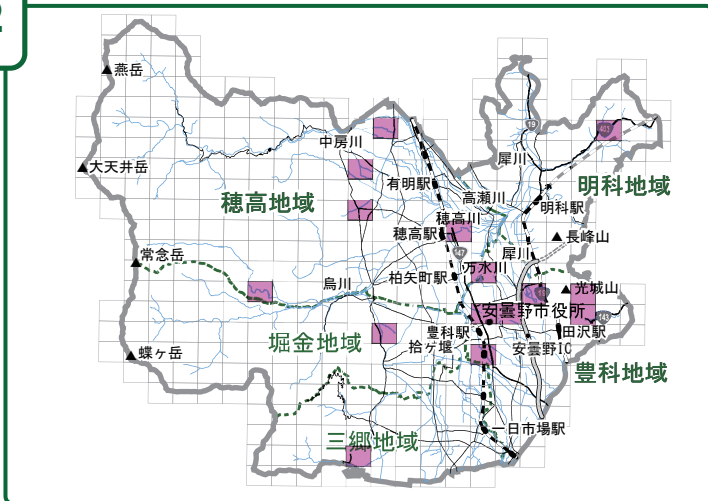 2
燕岳
19
403
中房川
犀川
大天井岳
有明駅
明科地域
高瀬川
穂高地域
明科駅
穂高川
穂高駅
長峰山
147
犀川
常念岳
万水川
柏矢町駅
烏川
光城山
安曇野市役所
143
豊科駅
田沢駅
堀金地域
拾ケ堰
安曇野IC
蝶ヶ岳
豊科地域
一日市場駅
三郷地域